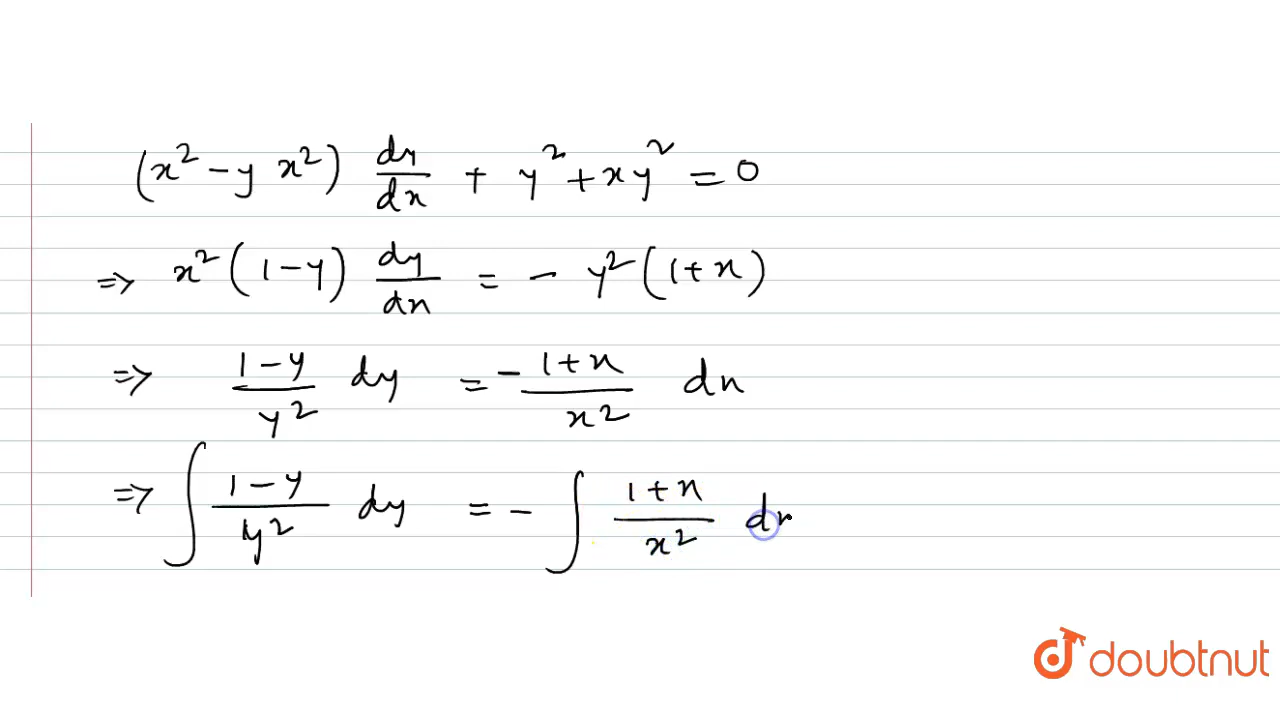 (x² - y x²) dy/dx + y² + xy² = 0
=> x² (1 - y) dy/dx = - y² (1 + x)
=> (1 - y)/y² dy = - (1 + x)/x² dx
=> ∫ (1 - y)/y² dy = - ∫ (1 + x)/x² dx
doubtnut